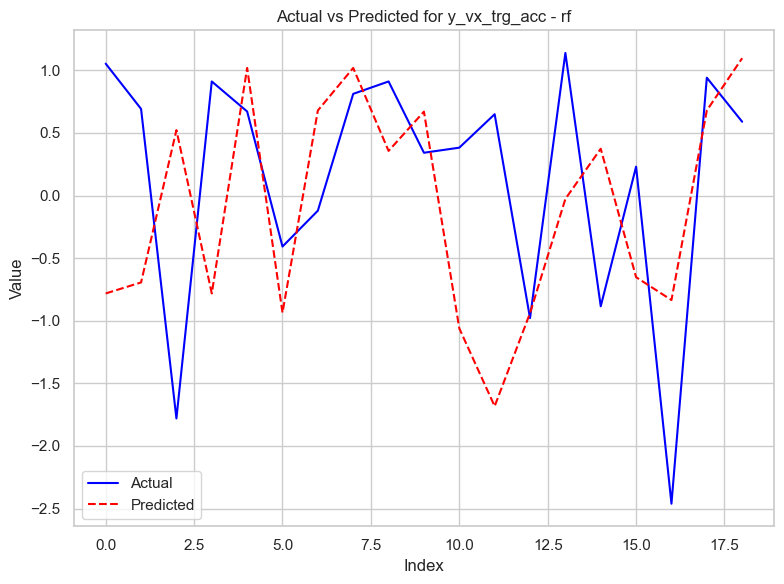 Actual vs Predicted for y_vx_trg_acc - rf
1.0
0.5
0.0
−0.5
−1.0
−1.5
−2.0
−2.5
Value
Actual
Predicted
0.0 2.5 5.0 7.5 10.0 12.5 15.0 17.5
Index